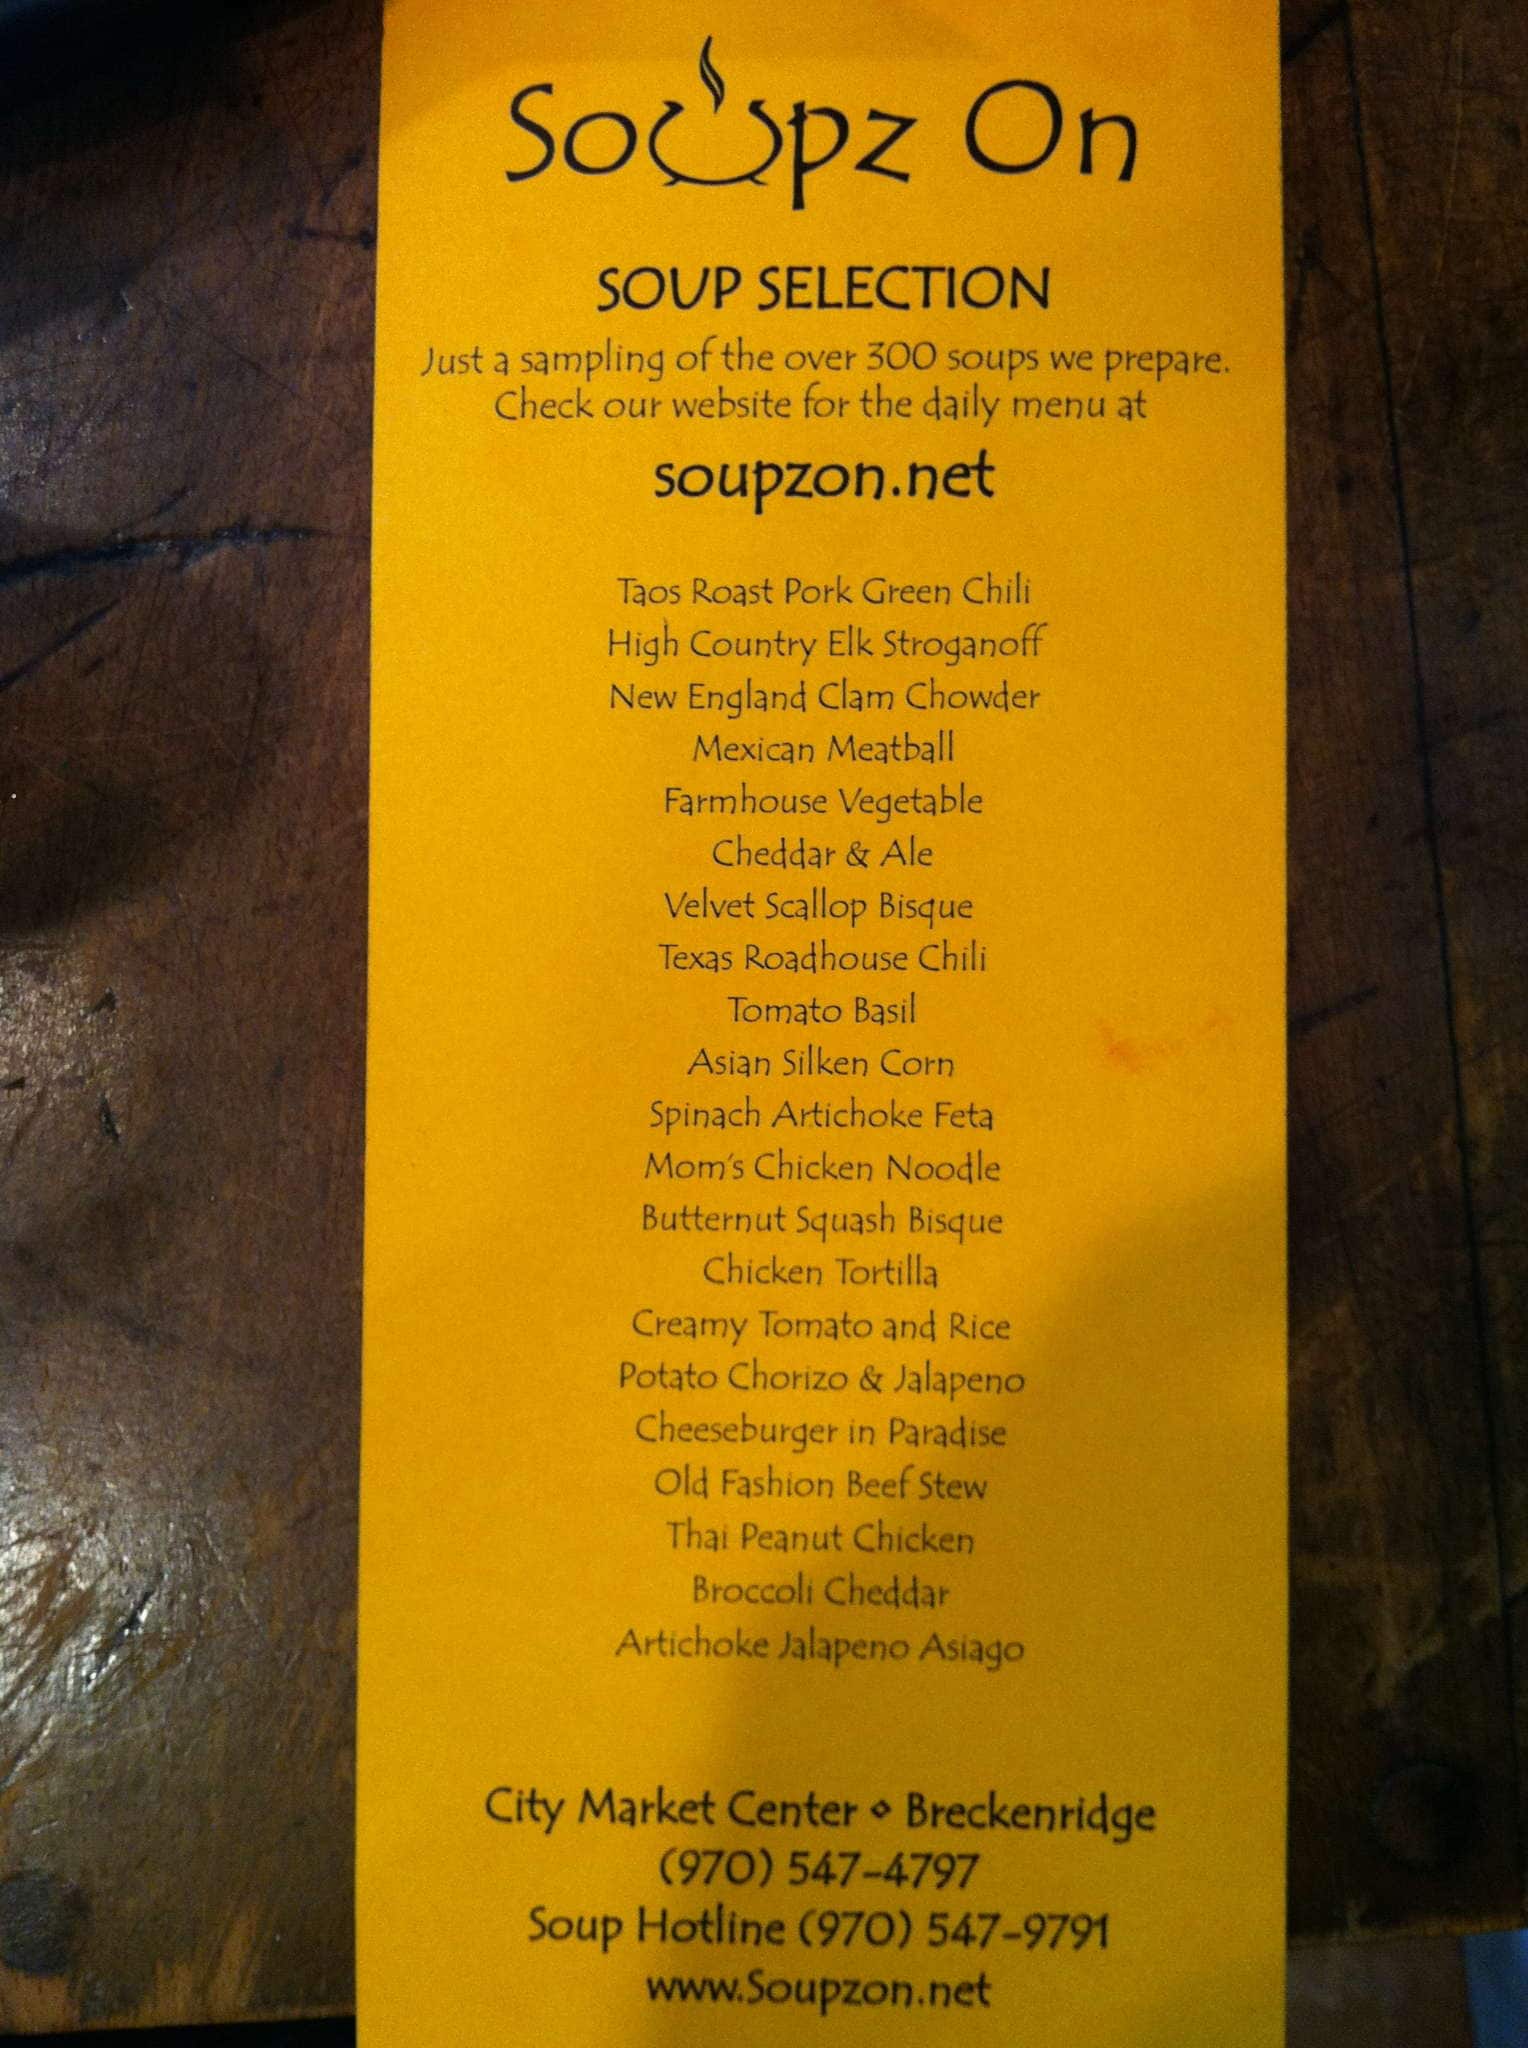 Soupz On
SOUP SELECTION
Just a sampling of the over 300 soups we prepare.
Check our website for the daily menu at
soupzon.net
Taos Roast Pork Green Chili
High Country Elk Stroganoff
New England Clam Chowder
Mexican Meatball
Farmhouse Vegetable
Cheddar & Ale
Velvet Scallop Bisque
Texas Roadhouse Chili
Tomato Basil
Asian Silken Corn
Spinach Artichoke Feta
Mom's Chicken Noodle
Butternut Squash Bisque
Chicken Tortilla
Creamy Tomato and Rice
Potato Chorizo & Jalapeno
Cheeseburger in Paradise
Old Fashion Beef Stew
Thai Peanut Chicken
Broccoli Cheddar
Artichoke Jalapeno Asiago
City Market Center ⋄ Breckenridge
(970) 547-4797
Soup Hotline (970) 547-9791
www.Soupzon.net